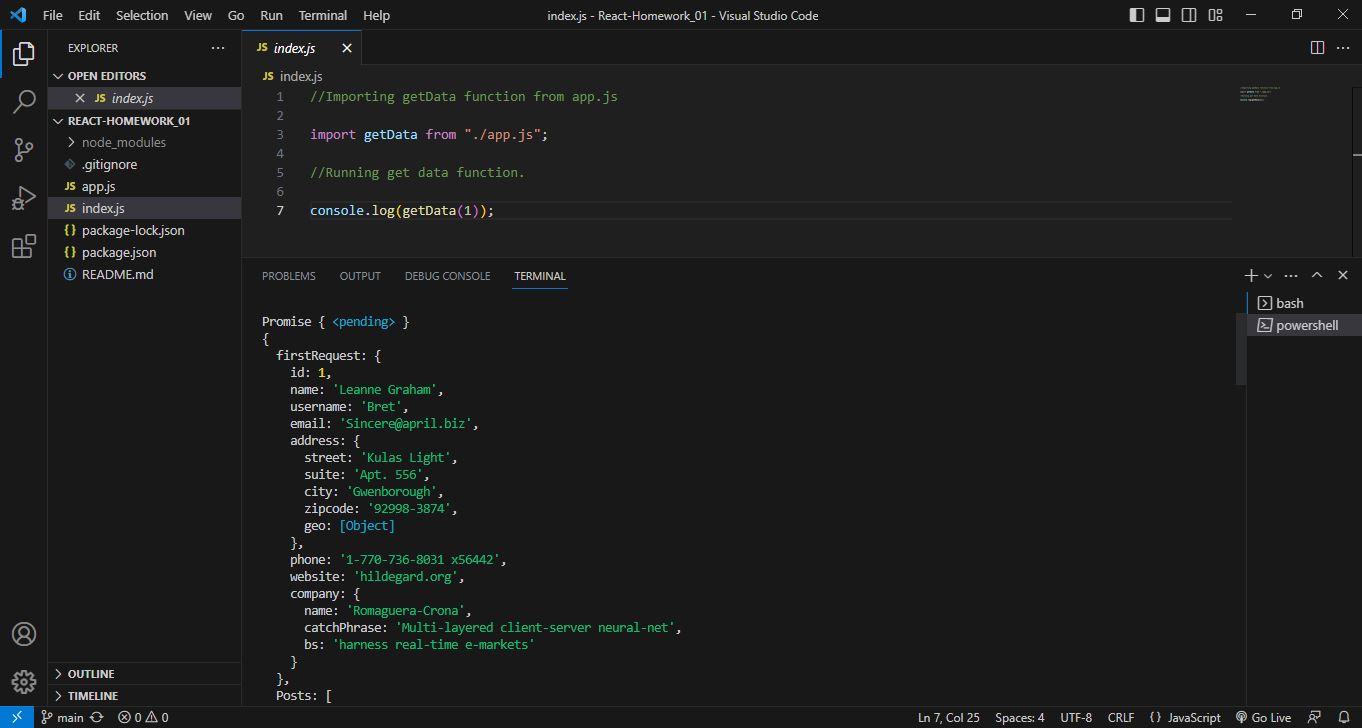 File Edit Selection View Go Run Terminal Help index.js - React-Homework_01 - Visual Studio Code
EXPLORER
OPEN EDITORS
JS index.js
REACT-HOMEWORK_01
node_modules
.gitignore
JS app.js
JS index.js
{} package-lock.json
{} package.json
README.md
OUTLINE
TIMELINE
JS index.js
JS index.js
1 //Importing getData function from app.js
2
3 import getData from "./app.js";
4
5 //Running get data function.
6
7 console.log(getData(1));
PROBLEMS OUTPUT DEBUG CONSOLE TERMINAL
Promise { <pending> }
{
firstRequest: {
id: 1,
name: 'Leanne Graham',
username: 'Bret',
email: 'Sincere@april.biz',
address: {
street: 'Kulas Light',
suite: 'Apt. 556',
city: 'Gwenborough',
zipcode: '92998-3874',
geo: [Object]
},
phone: '1-770-736-8031 x56442',
website: 'hildegard.org',
company: {
name: 'Romaguera-Crona',
catchPhrase: 'Multi-layered client-server neural-net',
bs: 'harness real-time e-markets'
}
},
Posts: [
bash
powershell
main 0 0 Ln 7, Col 25 Spaces: 4 UTF-8 CRLF {} JavaScript Go Live